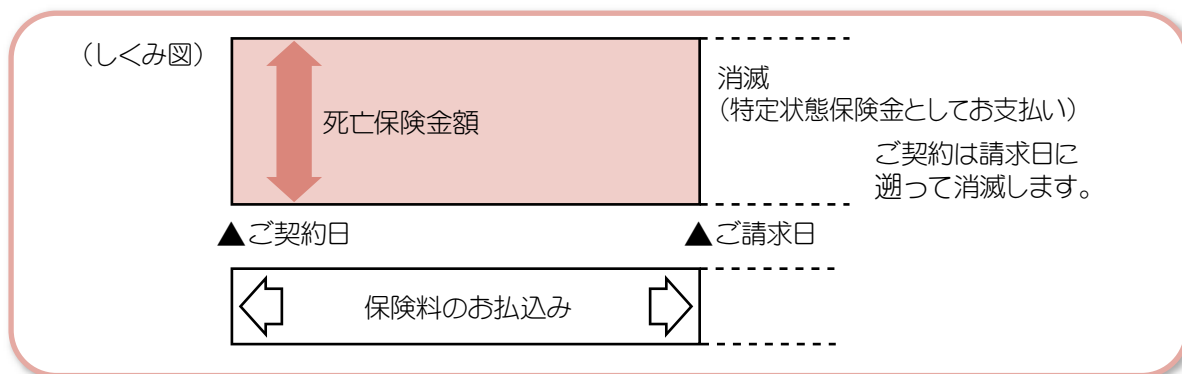 （しくみ図）
死亡保険金額
消滅
（特定状態保険金としてお支払い）
ご契約は請求日に
遡って消滅します。
▲ご契約日
▲ご請求日
保険料のお払込み